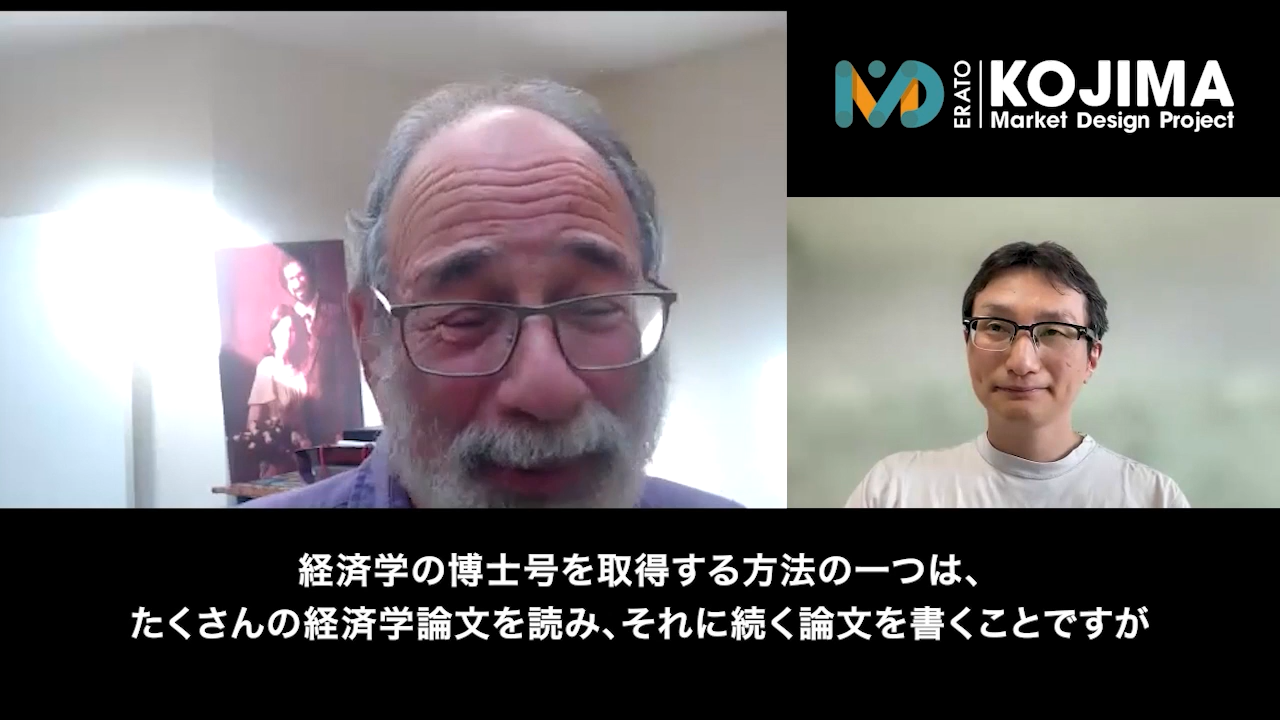 ERATO
KOJIMA
Market Design Project
経済学の博士号を取得する方法の一つは、
たくさんの経済学論文を読み、それに続く論文を書くことですが